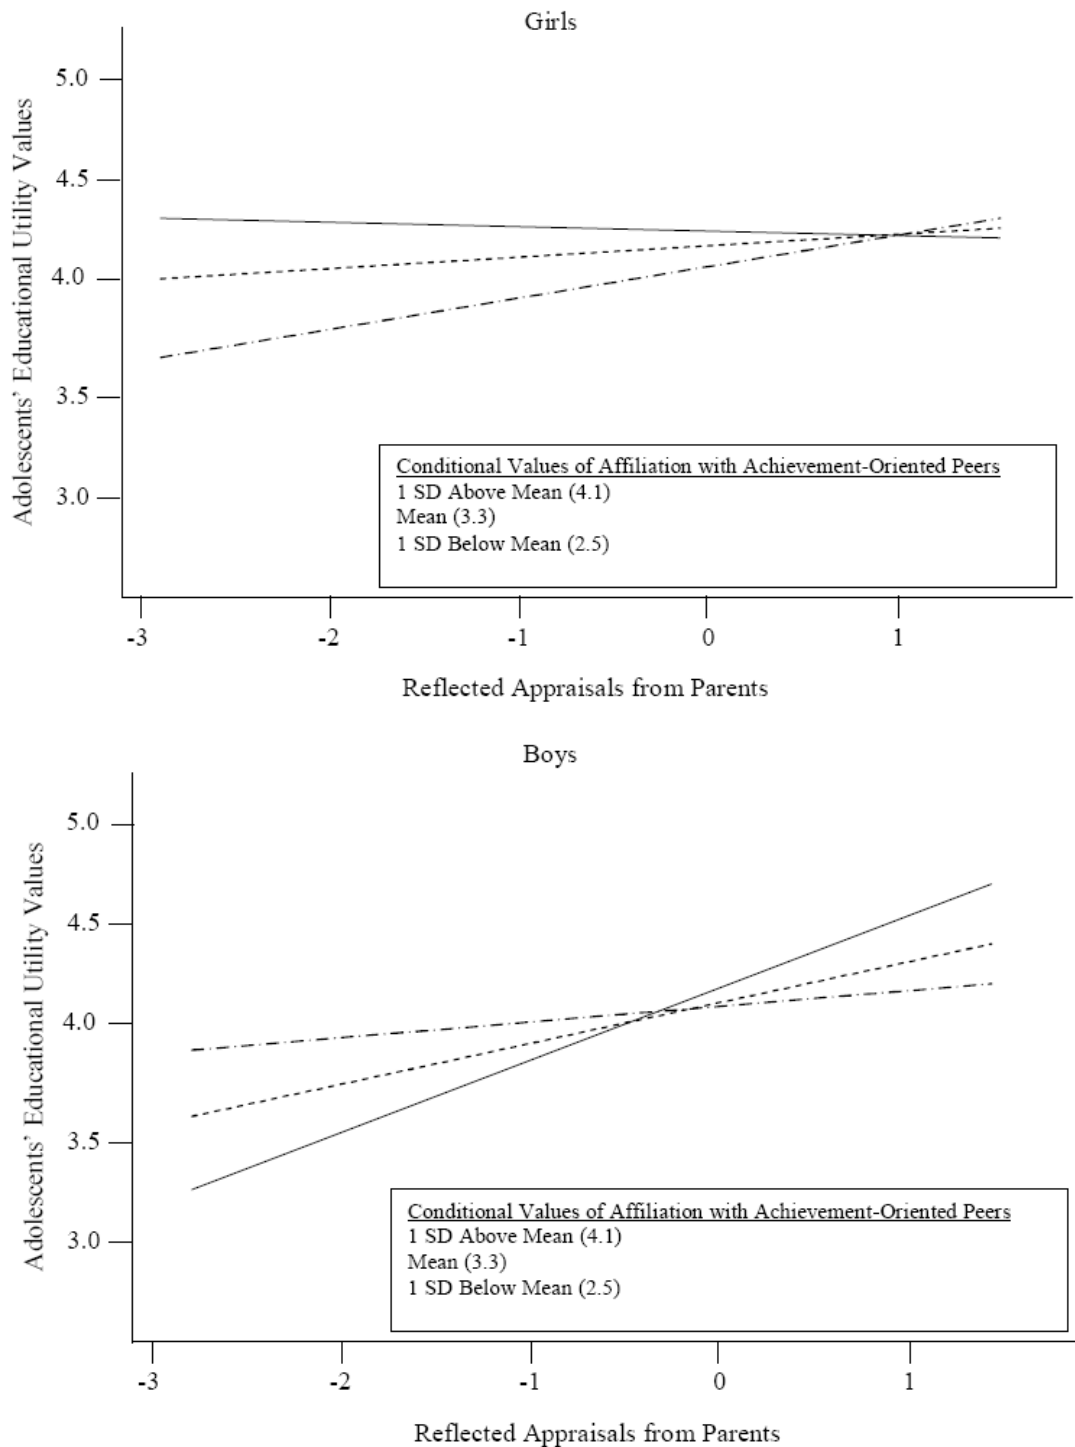 Girls
Adolescents' Educational Utility Values
5.0
4.5
4.0
3.5
3.0
Conditional Values of Affiliation with Achievement-Oriented Peers
1 SD Above Mean (4.1)
Mean (3.3)
1 SD Below Mean (2.5)
-3 -2 -1 0 1
Reflected Appraisals from Parents
Boys
Adolescents' Educational Utility Values
5.0
4.5
4.0
3.5
3.0
Conditional Values of Affiliation with Achievement-Oriented Peers
1 SD Above Mean (4.1)
Mean (3.3)
1 SD Below Mean (2.5)
-3 -2 -1 0 1
Reflected Appraisals from Parents